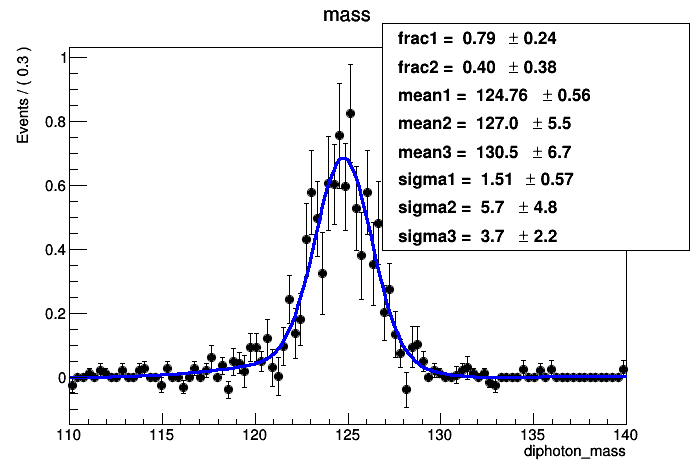 mass
frac1 = 0.79 ± 0.24
frac2 = 0.40 ± 0.38
mean1 = 124.76 ± 0.56
mean2 = 127.0 ± 5.5
mean3 = 130.5 ± 6.7
sigma1 = 1.51 ± 0.57
sigma2 = 5.7 ± 4.8
sigma3 = 3.7 ± 2.2
Events / ( 0.3 )
1
0.8
0.6
0.4
0.2
0
110 115 120 125 130 135 140
diphoton_mass